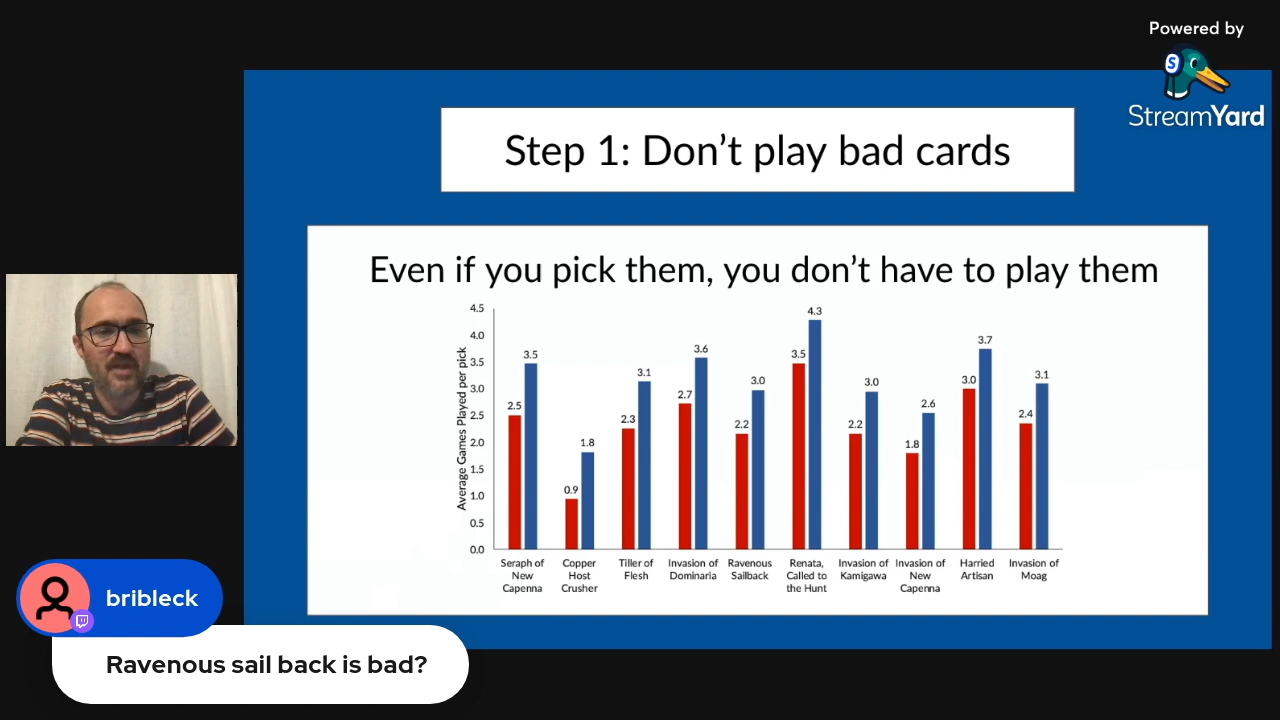 Powered by
S
StreamYard
Step 1: Don't play bad cards
Even if you pick them, you don't have to play them
Average Games Played per pick
4.5
4.0
3.5
3.0
2.5
2.0
1.5
1.0
0.5
0.0
2.5
3.5
0.9
1.8
2.3
3.1
2.7
3.6
2.2
3.0
3.5
4.3
2.2
3.0
1.8
2.6
3.0
3.7
2.4
3.1
Seraph of
New
Capenna
Copper
Host
Crusher
Tiller of
Flesh
Invasion of
Dominaria
Ravenous
Sailback
Renata,
Called to
the Hunt
Invasion of
Kamigawa
Invasion of
New
Capenna
Harried
Artisan
Invasion of
Moag
bribleck
Ravenous sail back is bad?